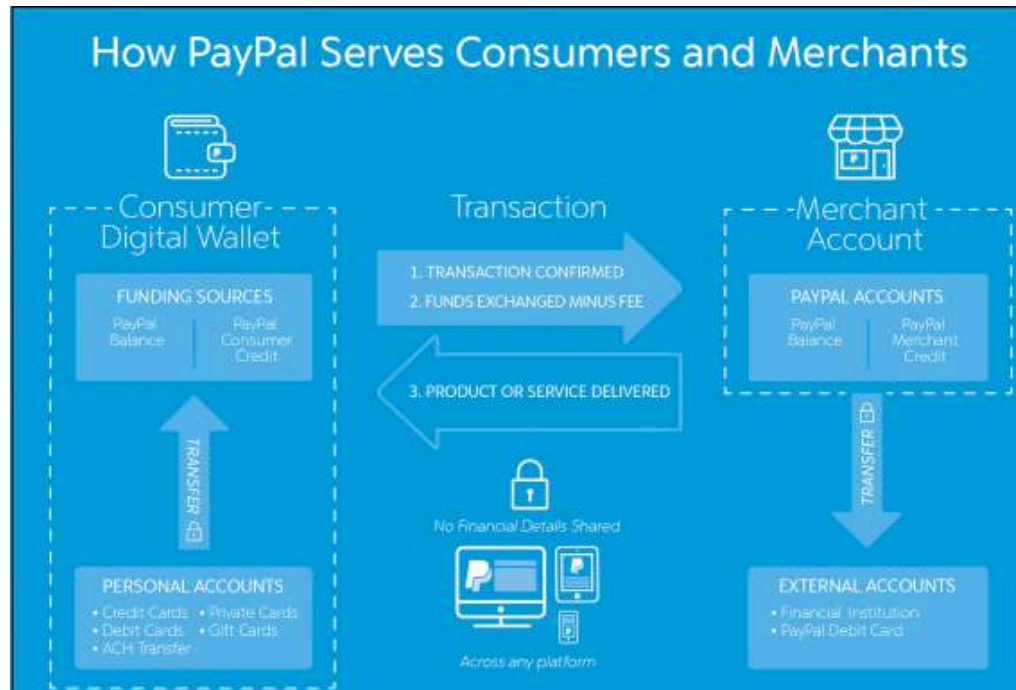 How PayPal Serves Consumers and Merchants
Consumer
Digital Wallet
FUNDING SOURCES
PayPal
Balance
PayPal
Consumer
Credit
TRANSFER
PERSONAL ACCOUNTS
• Credit Cards • Private Cards
• Debit Cards • Gift Cards
• ACH Transfer
Transaction
1. TRANSACTION CONFIRMED
2. FUNDS EXCHANGED MINUS FEE
3. PRODUCT OR SERVICE DELIVERED
No Financial Details Shared
Across any platform
Merchant
Account
PAYPAL ACCOUNTS
PayPal
Balance
PayPal
Merchant
Credit
TRANSFER
EXTERNAL ACCOUNTS
• Financial Institution
• PayPal Debit Card